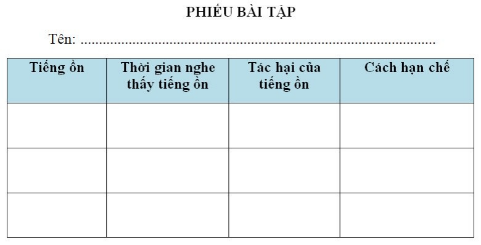 PHIẾU BÀI TẬP
Tên: ................................................................................................
Tiếng ồn
Thời gian nghe
thấy tiếng ồn
Tác hại của
tiếng ồn
Cách hạn chế